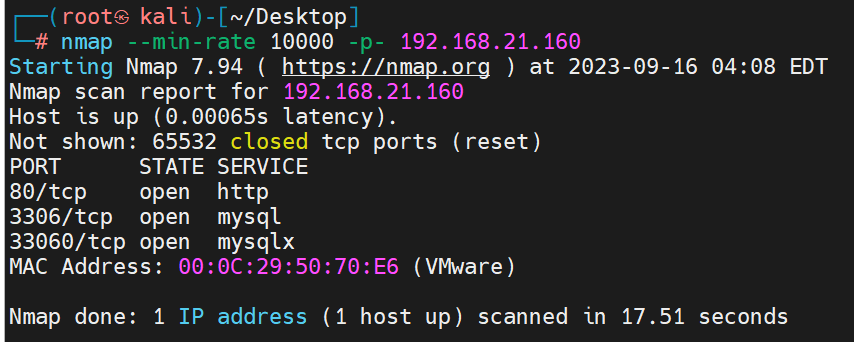 ┌──(root㉿kali)-[~/Desktop]
└─# nmap --min-rate 10000 -p- 192.168.21.160
Starting Nmap 7.94 ( https://nmap.org ) at 2023-09-16 04:08 EDT
Nmap scan report for 192.168.21.160
Host is up (0.00065s latency).
Not shown: 65532 closed tcp ports (reset)
PORT      STATE SERVICE
80/tcp    open  http
3306/tcp  open  mysql
33060/tcp open  mysqlx
MAC Address: 00:0C:29:50:70:E6 (VMware)

Nmap done: 1 IP address (1 host up) scanned in 17.51 seconds